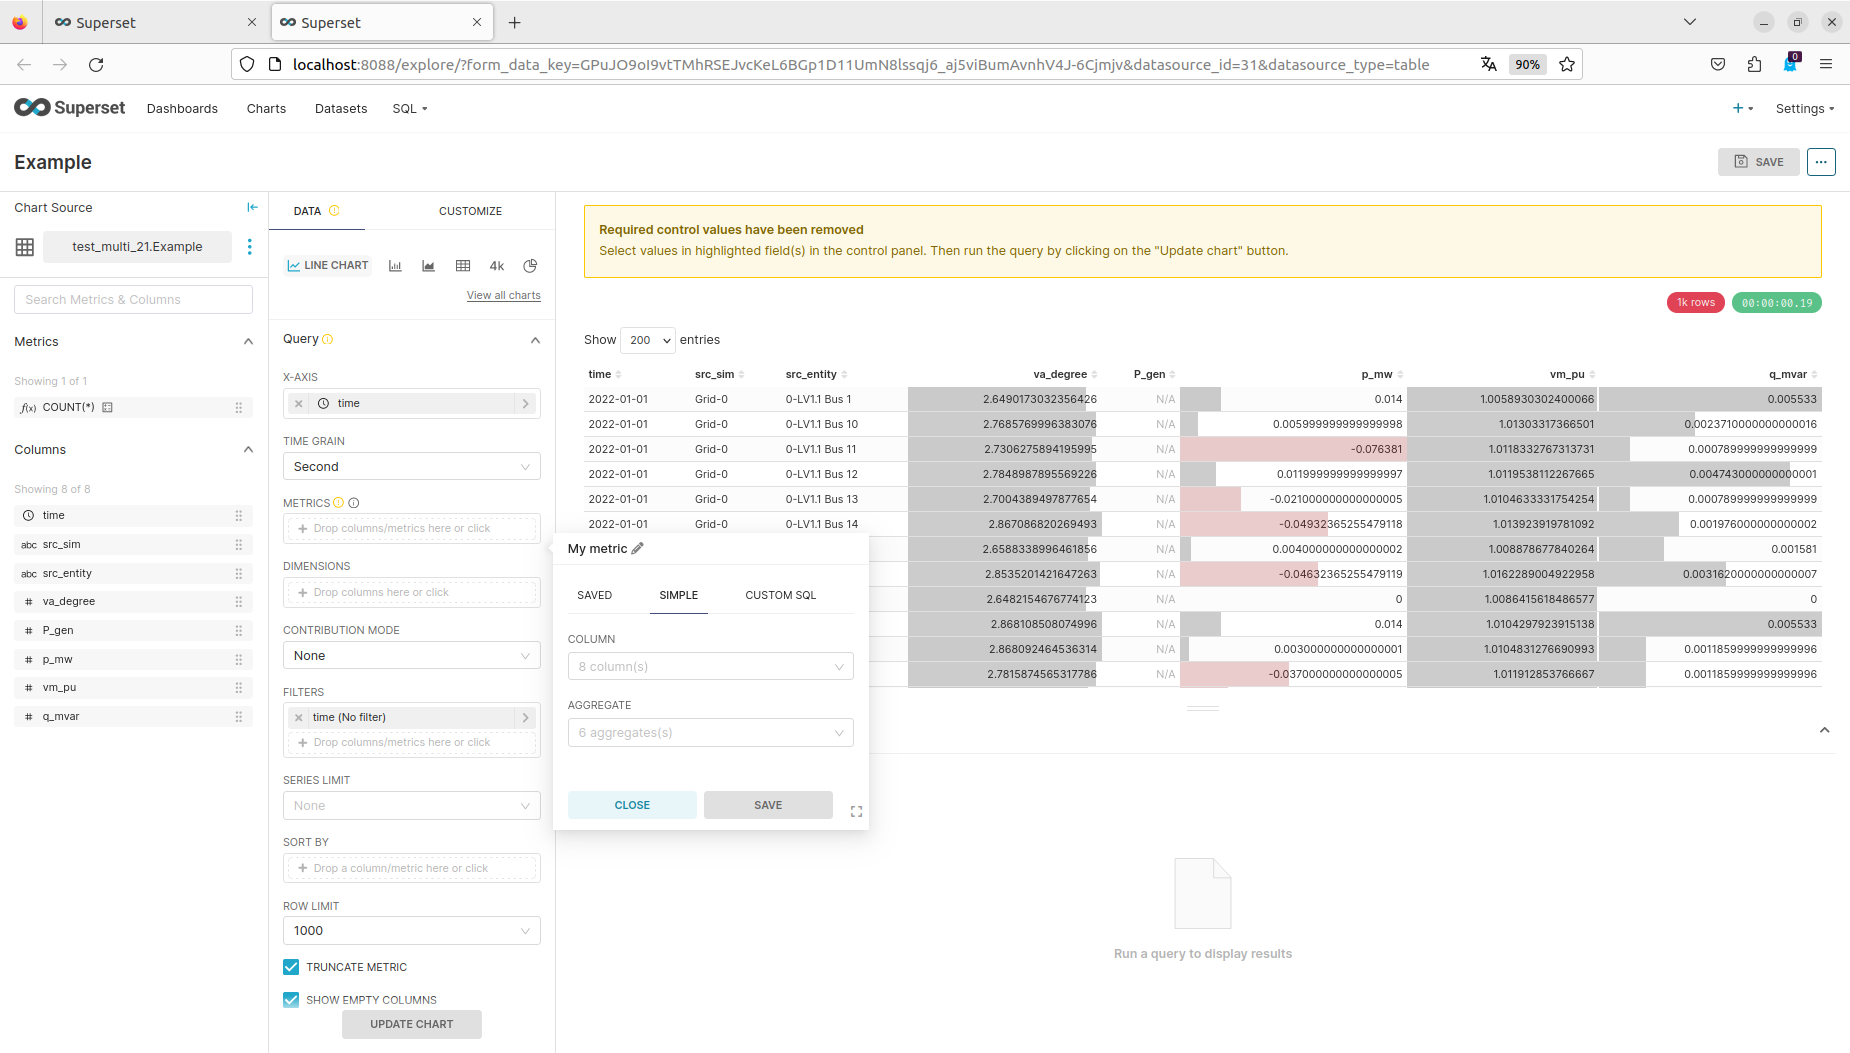 Superset
Superset
localhost:8088/explore/?form_data_key=GPuJO9oI9vtTMhRSEJvcKeL6BGp1D11UmN8lssqj6_aj5viBumAvnhV4J-6Cjmjv&datasource_id=31&datasource_type=table
90%
0
Superset
Dashboards
Charts
Datasets
SQL
+
Settings
Example
SAVE
...
Chart Source
test_multi_21.Example
Search Metrics & Columns
Metrics
Showing 1 of 1
f(x) COUNT(*)
Columns
Showing 8 of 8
time
abc src_sim
abc src_entity
# va_degree
# P_gen
# p_mw
# vm_pu
# q_mvar
DATA
CUSTOMIZE
LINE CHART
4k
View all charts
Query
X-AXIS
time
TIME GRAIN
Second
METRICS
+ Drop columns/metrics here or click
DIMENSIONS
+ Drop columns here or click
CONTRIBUTION MODE
None
FILTERS
time (No filter)
+ Drop columns/metrics here or click
SERIES LIMIT
None
SORT BY
+ Drop a column/metric here or click
ROW LIMIT
1000
TRUNCATE METRIC
SHOW EMPTY COLUMNS
UPDATE CHART
My metric
SAVED
SIMPLE
CUSTOM SQL
COLUMN
8 column(s)
AGGREGATE
6 aggregates(s)
CLOSE
SAVE
Required control values have been removed
Select values in highlighted field(s) in the control panel. Then run the query by clicking on the "Update chart" button.
1k rows
00:00:00.19
Show 200 entries
time src_sim src_entity va_degree P_gen p_mw vm_pu q_mvar
2022-01-01 Grid-0 0-LV1.1 Bus 1 2.6490173032356426 N/A 0.014 1.0058930302400066 0.005533
2022-01-01 Grid-0 0-LV1.1 Bus 10 2.7685769996383076 N/A 0.005999999999999998 1.01303317366501 0.0023710000000000016
2022-01-01 Grid-0 0-LV1.1 Bus 11 2.7306275894195995 N/A -0.076381 1.0118332767313731 0.000789999999999999
2022-01-01 Grid-0 0-LV1.1 Bus 12 2.7848987895569226 N/A 0.011999999999999997 1.0119538112267665 0.004743000000000001
2022-01-01 Grid-0 0-LV1.1 Bus 13 2.7004389497877654 N/A -0.021000000000000005 1.0104633331754254 0.000789999999999999
2022-01-01 Grid-0 0-LV1.1 Bus 14 2.867086820269493 N/A -0.04932365255479118 1.013923919781092 0.001976000000000002
2.6588338996461856 N/A 0.004000000000000002 1.008878677840264 0.001581
2.8535201421647263 N/A -0.04632365255479119 1.0162289004922958 0.0031620000000000007
2.6482154676774123 N/A 0 1.0086415618486577 0
2.868108508074996 N/A 0.014 1.0104297923915138 0.005533
2.868092464536314 N/A 0.003000000000000001 1.0104831276690993 0.0011859999999999996
2.7815874565317786 N/A -0.037000000000000005 1.011912853766667 0.0011859999999999996
Run a query to display results